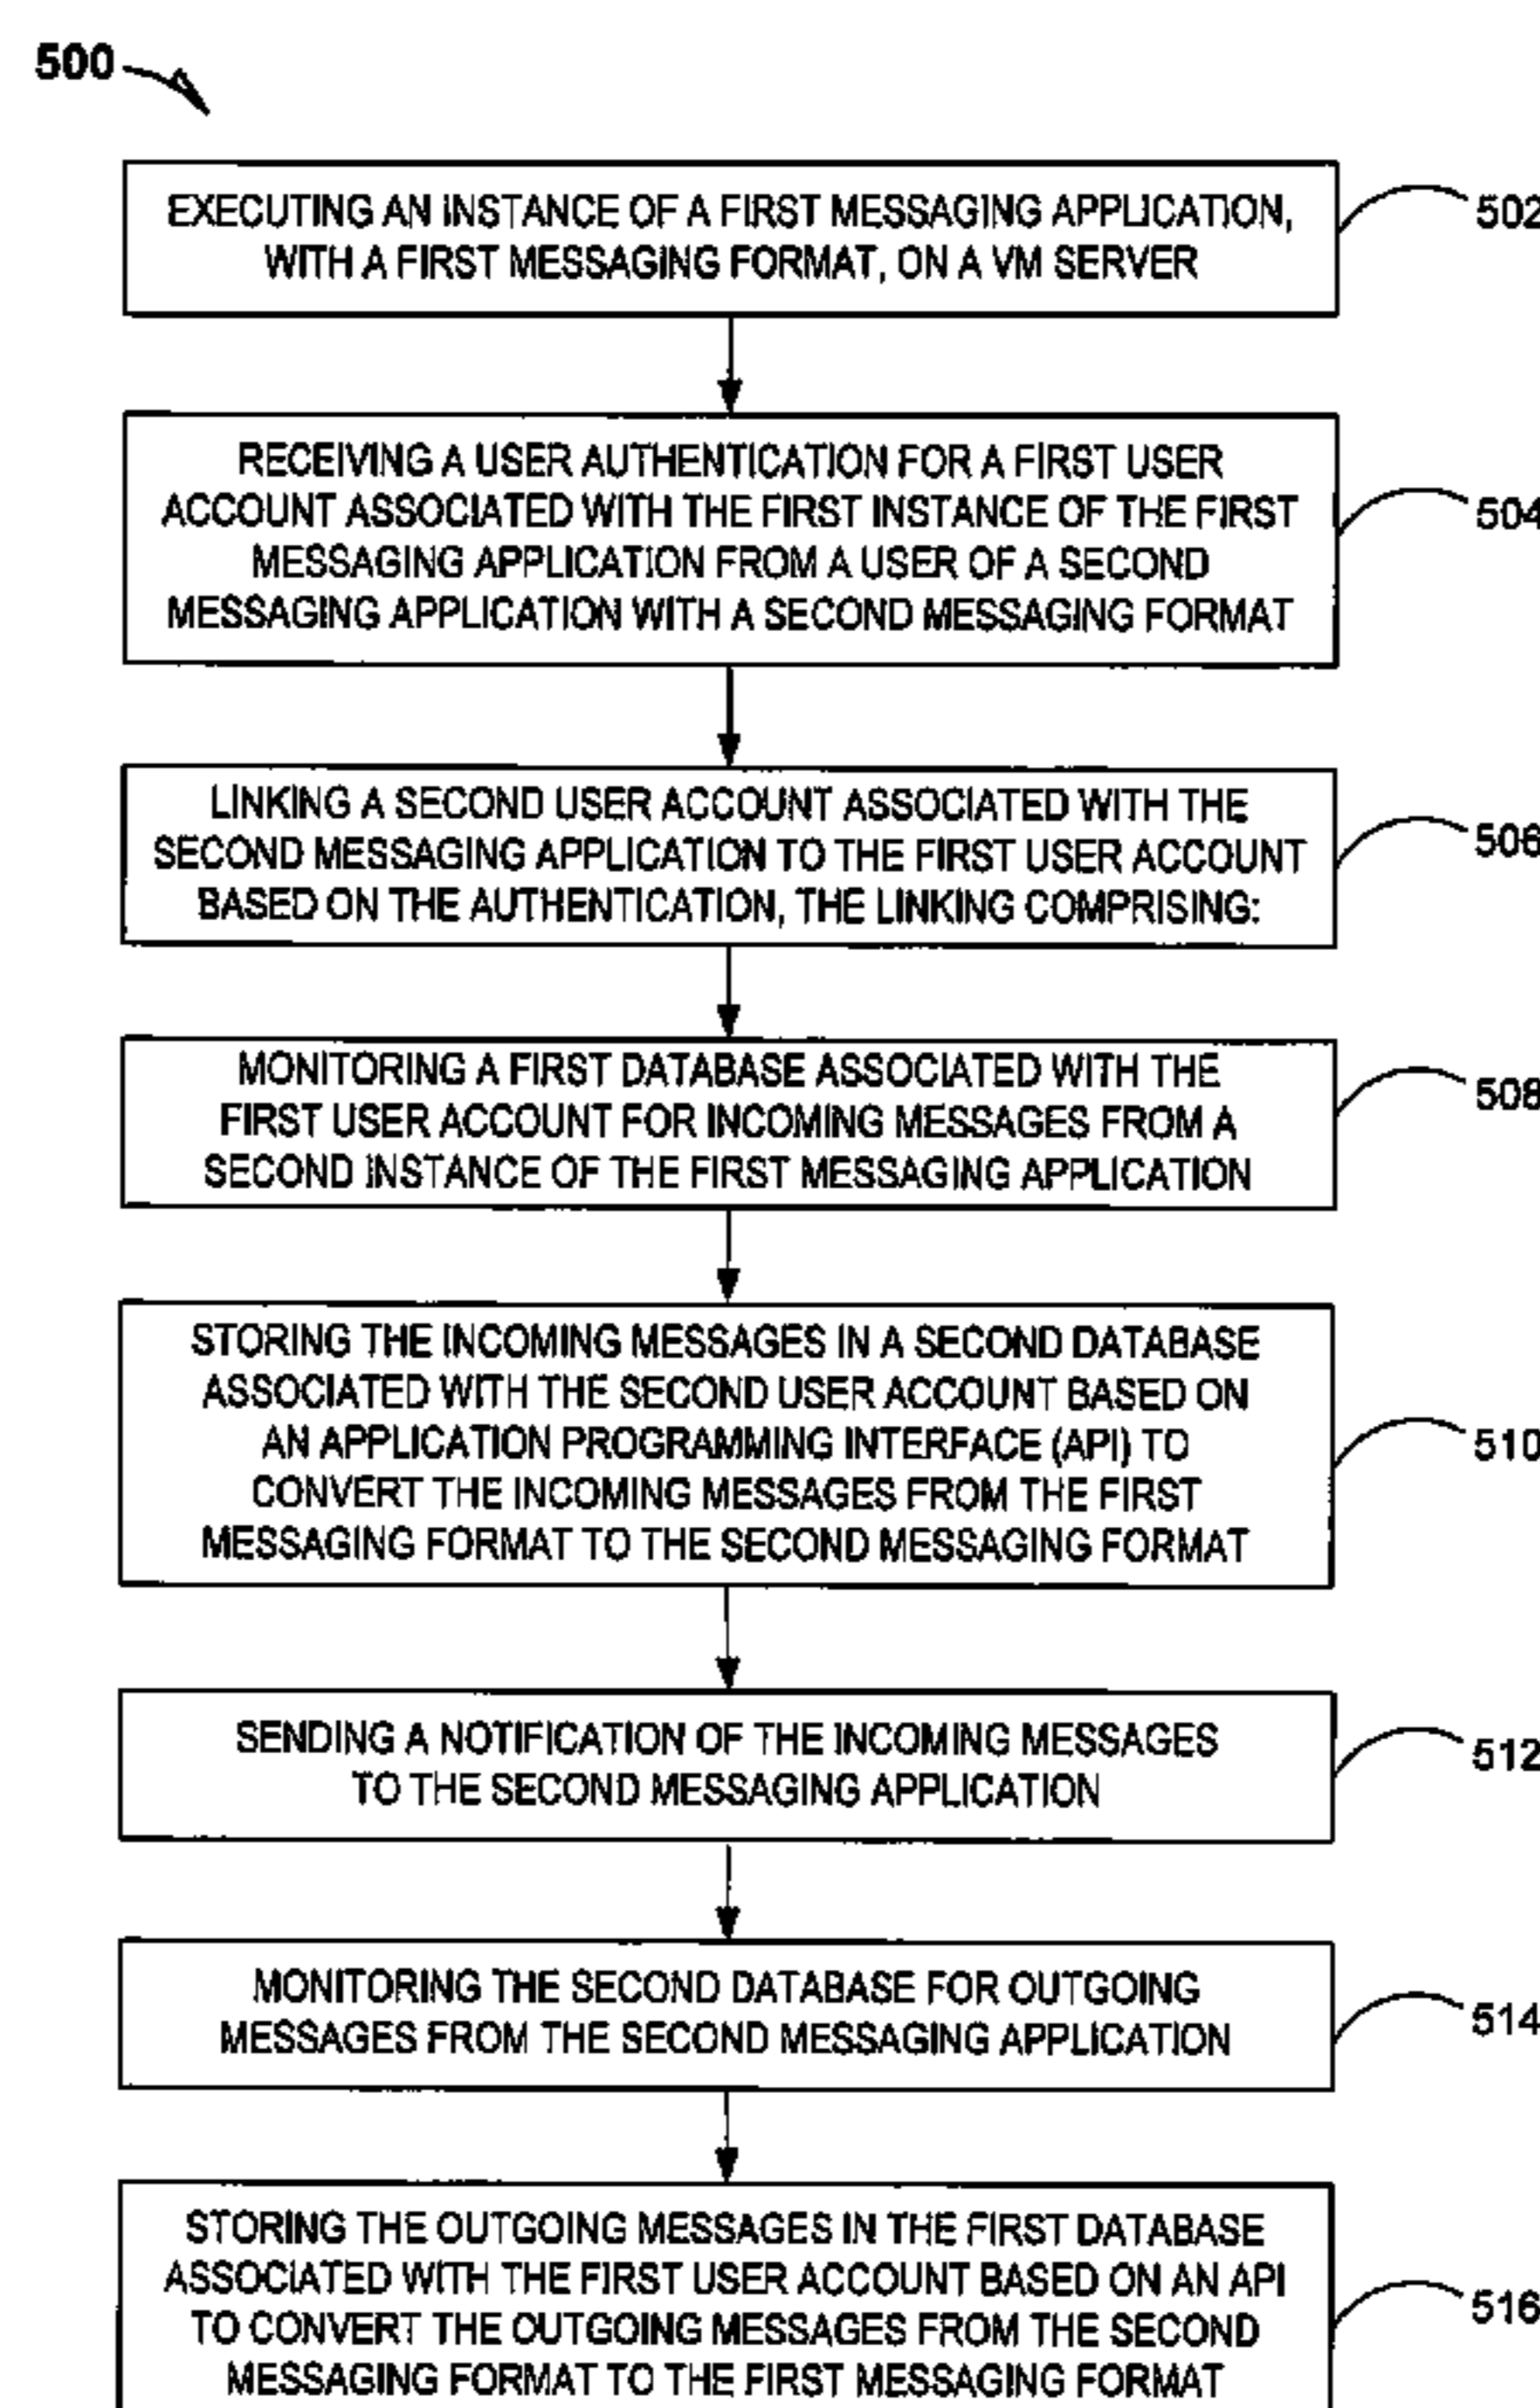 500
EXECUTING AN INSTANCE OF A FIRST MESSAGING APPLICATION,
WITH A FIRST MESSAGING FORMAT, ON A VM SERVER
502
RECEIVING A USER AUTHENTICATION FOR A FIRST USER
ACCOUNT ASSOCIATED WITH THE FIRST INSTANCE OF THE FIRST
MESSAGING APPLICATION FROM A USER OF A SECOND
MESSAGING APPLICATION WITH A SECOND MESSAGING FORMAT
504
LINKING A SECOND USER ACCOUNT ASSOCIATED WITH THE
SECOND MESSAGING APPLICATION TO THE FIRST USER ACCOUNT
BASED ON THE AUTHENTICATION, THE LINKING COMPRISING:
506
MONITORING A FIRST DATABASE ASSOCIATED WITH THE
FIRST USER ACCOUNT FOR INCOMING MESSAGES FROM A
SECOND INSTANCE OF THE FIRST MESSAGING APPLICATION
508
STORING THE INCOMING MESSAGES IN A SECOND DATABASE
ASSOCIATED WITH THE SECOND USER ACCOUNT BASED ON
AN APPLICATION PROGRAMMING INTERFACE (API) TO
CONVERT THE INCOMING MESSAGES FROM THE FIRST
MESSAGING FORMAT TO THE SECOND MESSAGING FORMAT
510
SENDING A NOTIFICATION OF THE INCOMING MESSAGES
TO THE SECOND MESSAGING APPLICATION
512
MONITORING THE SECOND DATABASE FOR OUTGOING
MESSAGES FROM THE SECOND MESSAGING APPLICATION
514
STORING THE OUTGOING MESSAGES IN THE FIRST DATABASE
ASSOCIATED WITH THE FIRST USER ACCOUNT BASED ON AN API
TO CONVERT THE OUTGOING MESSAGES FROM THE SECOND
MESSAGING FORMAT TO THE FIRST MESSAGING FORMAT
516